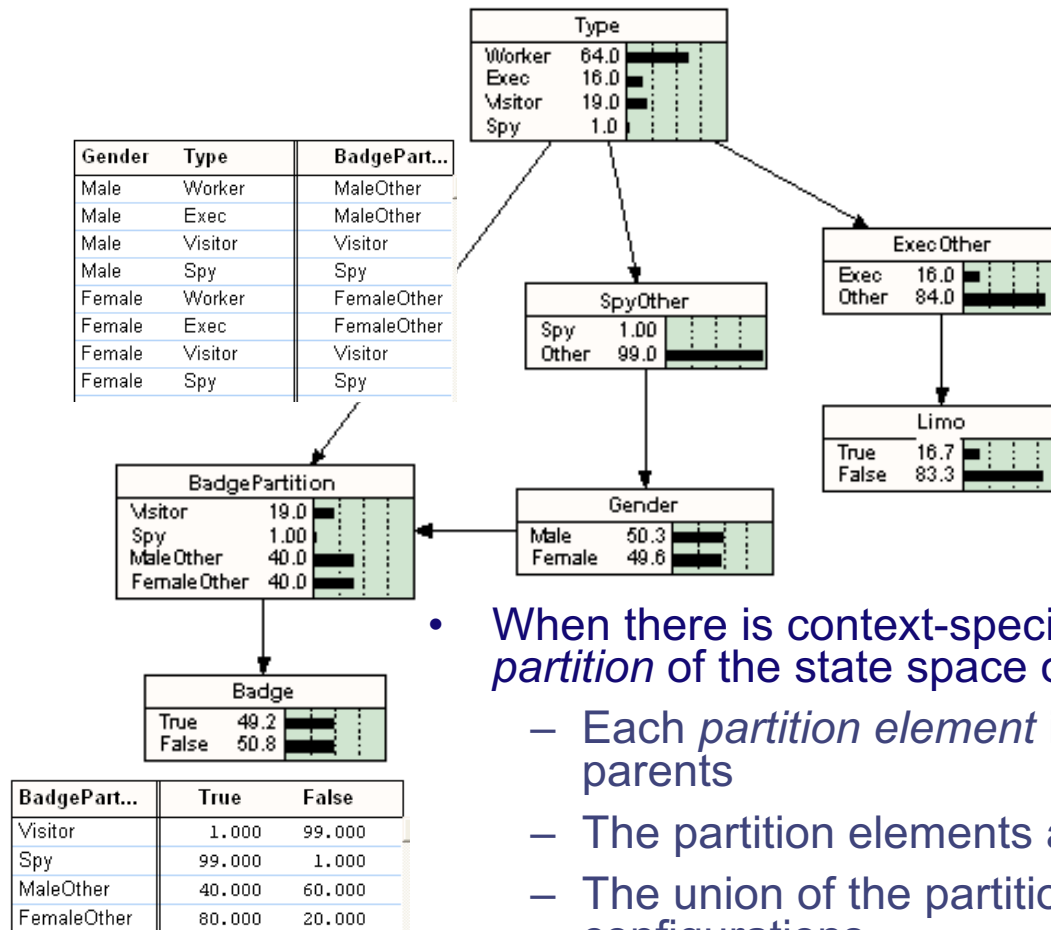 Type
Worker 64.0
Exec 16.0
Visitor 19.0
Spy 1.0
Gender Type BadgePart...
Male Worker MaleOther
Male Exec MaleOther
Male Visitor Visitor
Male Spy Spy
Female Worker FemaleOther
Female Exec FemaleOther
Female Visitor Visitor
Female Spy Spy
ExecOther
Exec 16.0
Other 84.0
SpyOther
Spy 1.00
Other 99.0
Limo
True 16.7
False 83.3
BadgePartition
Visitor 19.0
Spy 1.00
MaleOther 40.0
FemaleOther 40.0
Gender
Male 50.3
Female 49.6
Badge
True 49.2
False 50.8
BadgePart... True False
Visitor 1.000 99.000
Spy 99.000 1.000
MaleOther 40.000 60.000
FemaleOther 80.000 20.000
• When there is context-speci
partition of the state space
– Each partition element
parents
– The partition elements
– The union of the partitio